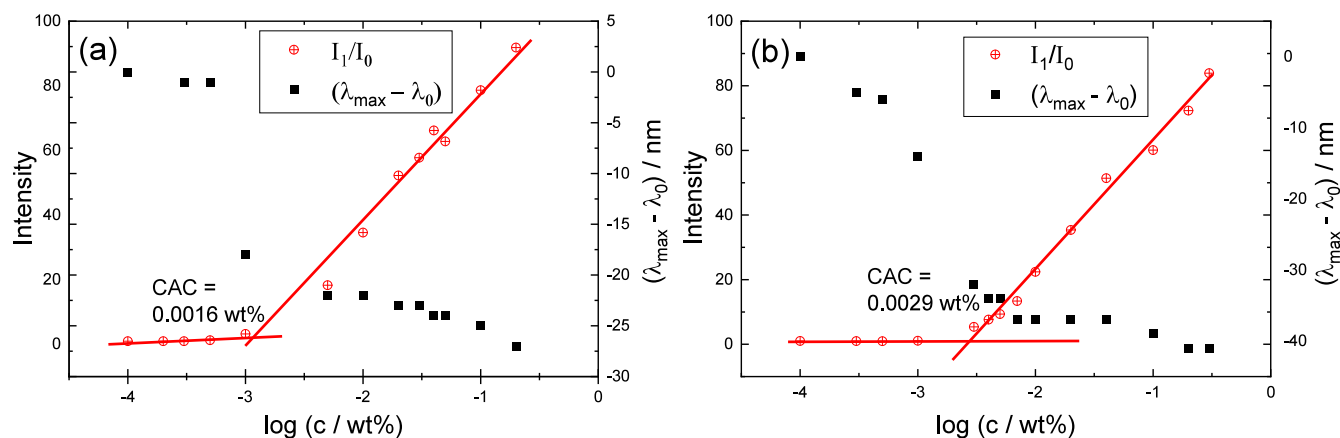 (a)
I₁/I₀
(λmax – λ₀)
CAC =
0.0016 wt%
Intensity
100
80
60
40
20
0
5
0
-5
-10
-15
-20
-25
-30
(λmax - λ₀) / nm
-4
-3
-2
-1
0
log (c / wt%)
(b)
I₁/I₀
(λmax - λ₀)
CAC =
0.0029 wt%
Intensity
100
80
60
40
20
0
0
-10
-20
-30
-40
(λmax - λ₀) / nm
-4
-3
-2
-1
0
log (c / wt%)